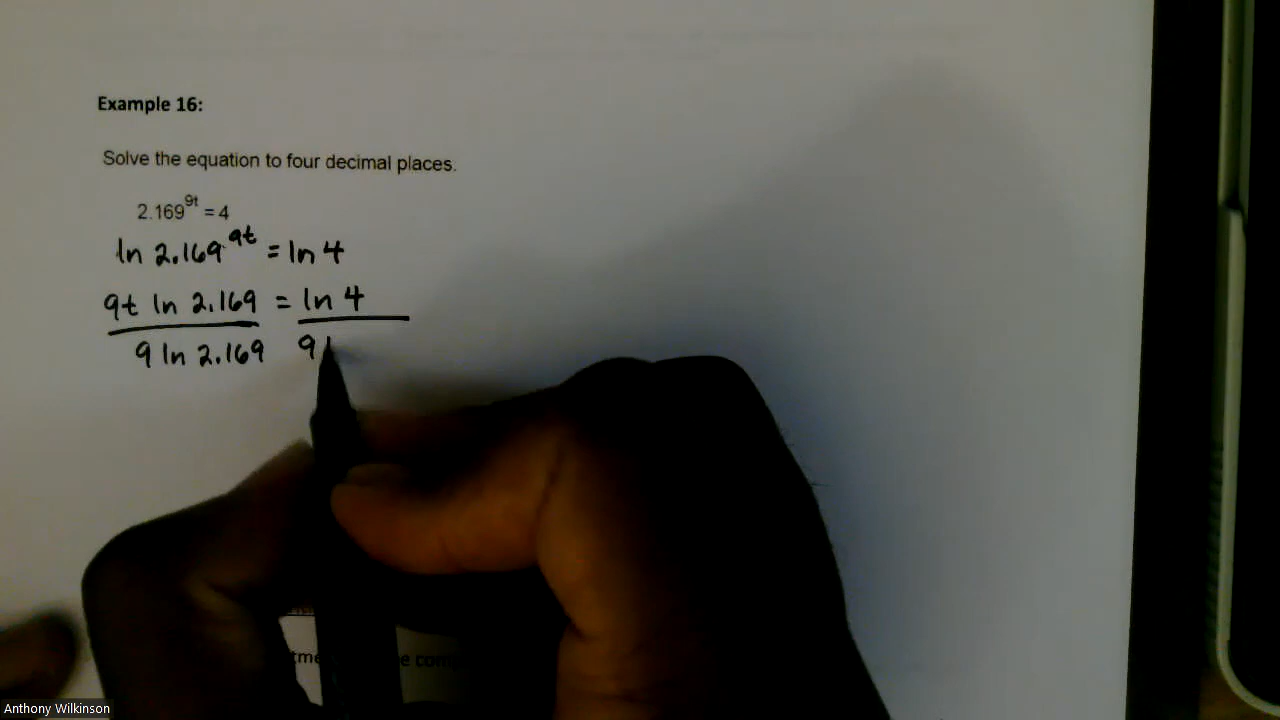 Example 16:
Solve the equation to four decimal places.
2.169^9t = 4
ln 2.169^9t = ln 4
9t ln 2.169 = ln 4
9 ln 2.169 9 l
Anthony Wilkinson